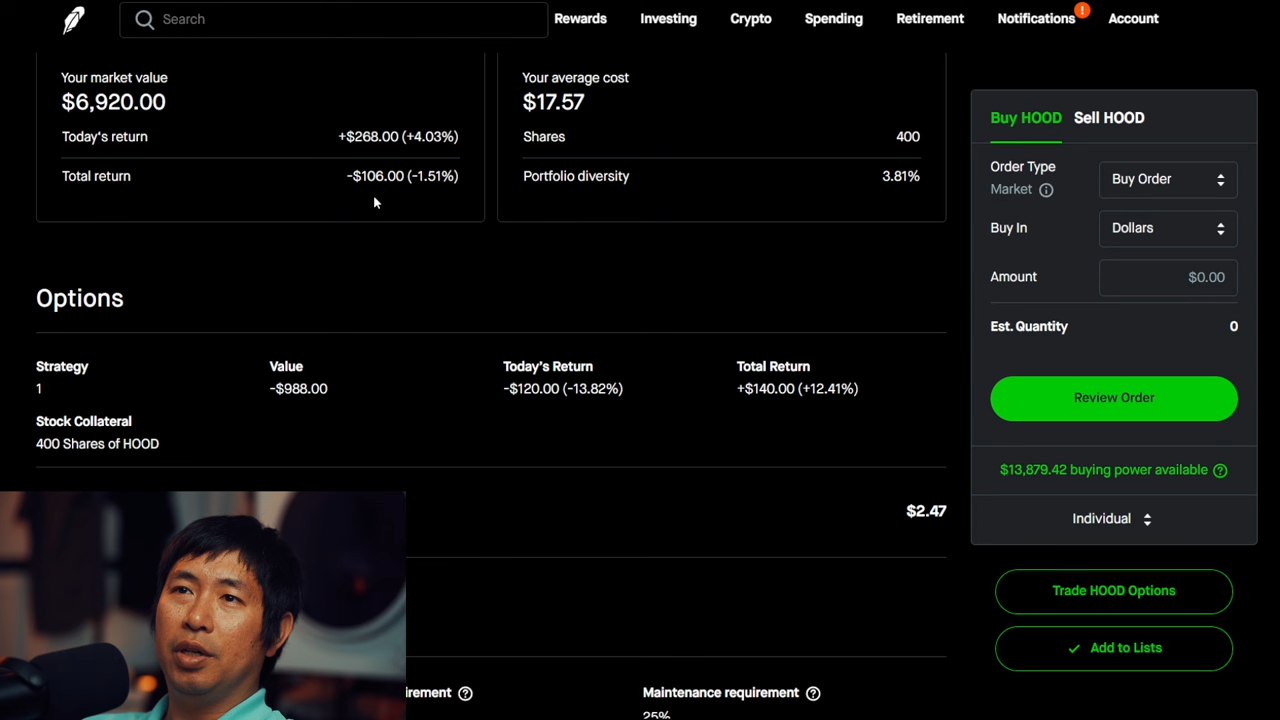 Search
Rewards
Investing
Crypto
Spending
Retirement
Notifications
!
Account
Your market value
$6,920.00
Today's return +$268.00 (+4.03%)
Total return -$106.00 (-1.51%)
Your average cost
$17.57
Shares 400
Portfolio diversity 3.81%
Buy HOOD Sell HOOD
Order Type
Market
Buy Order
Buy In Dollars
Amount $0.00
Est. Quantity 0
Review Order
$13,879.42 buying power available ?
Individual
Trade HOOD Options
Add to Lists
Options
Strategy Value Today's Return Total Return
1 -$988.00 -$120.00 (-13.82%) +$140.00 (+12.41%)
Stock Collateral
400 Shares of HOOD
$2.47
irement ? Maintenance requirement ?
25%